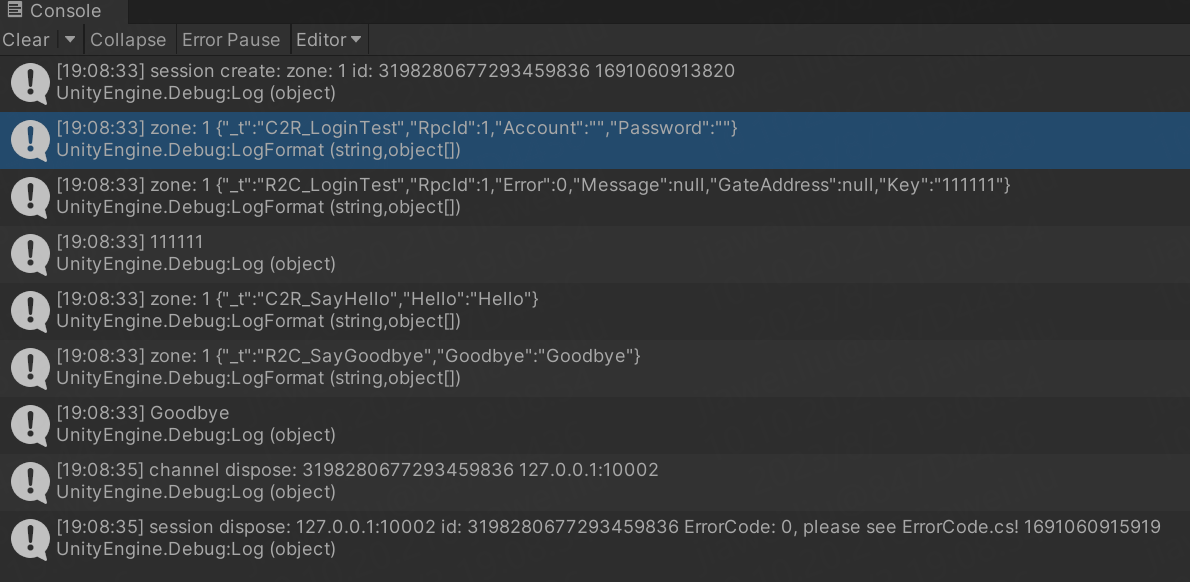 Console
Clear Collapse Error Pause Editor
[19:08:33] session create: zone: 1 id: 3198280677293459836 1691060913820
UnityEngine.Debug:Log (object)
[19:08:33] zone: 1 {"_t":"C2R_LoginTest","RpcId":1,"Account":"","Password":""}
UnityEngine.Debug:LogFormat (string,object[])
[19:08:33] zone: 1 {"_t":"R2C_LoginTest","RpcId":1,"Error":0,"Message":null,"GateAddress":null,"Key":"111111"}
UnityEngine.Debug:LogFormat (string,object[])
[19:08:33] 111111
UnityEngine.Debug:Log (object)
[19:08:33] zone: 1 {"_t":"C2R_SayHello","Hello":"Hello"}
UnityEngine.Debug:LogFormat (string,object[])
[19:08:33] zone: 1 {"_t":"R2C_SayGoodbye","Goodbye":"Goodbye"}
UnityEngine.Debug:LogFormat (string,object[])
[19:08:33] Goodbye
UnityEngine.Debug:Log (object)
[19:08:35] channel dispose: 3198280677293459836 127.0.0.1:10002
UnityEngine.Debug:Log (object)
[19:08:35] session dispose: 127.0.0.1:10002 id: 3198280677293459836 ErrorCode: 0, please see ErrorCode.cs! 1691060915919
UnityEngine.Debug:Log (object)